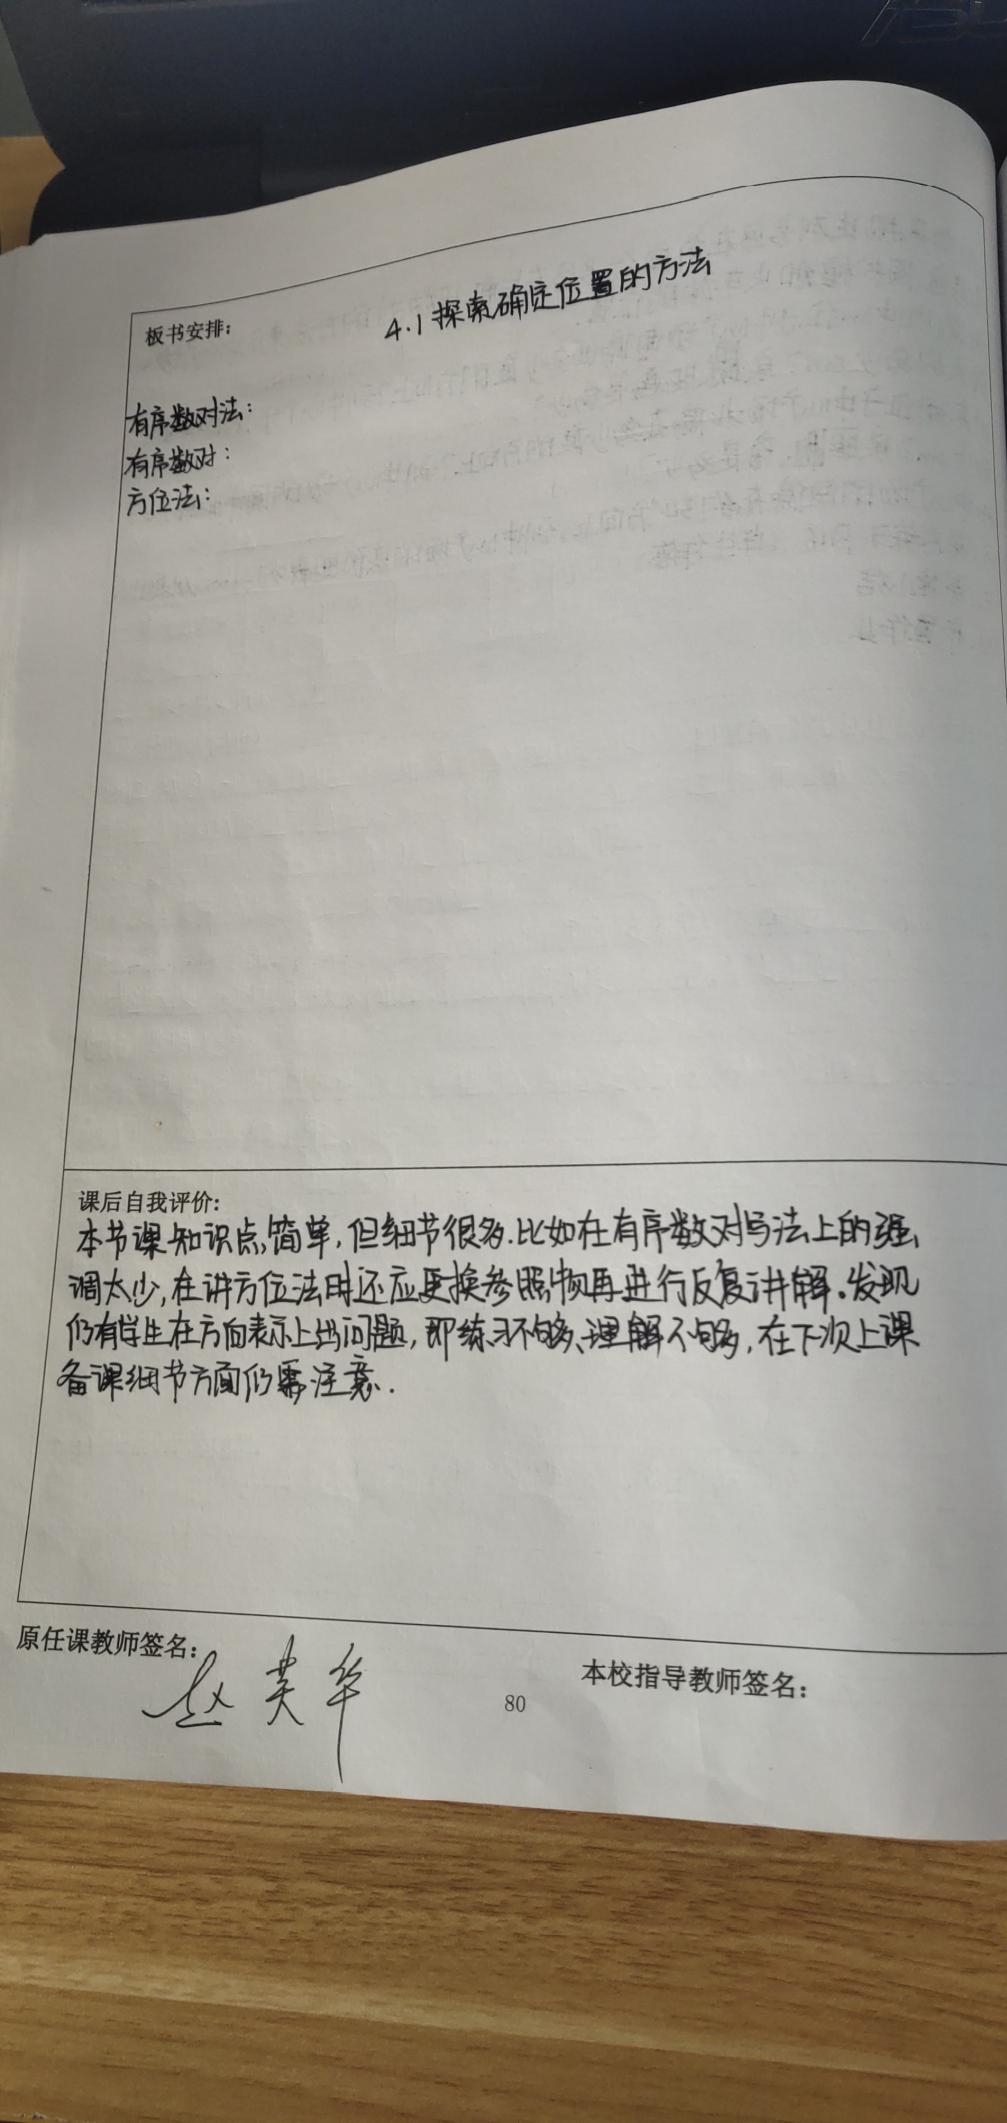 板书安排：
4.1探索确定位置的方法
有序数对法：
有序数对：
方位法：
课后自我评价：
本节课知识点简单，但细节很多．比如在有序数对写法上的强
调太少，在讲方位法时还应更换参照物再进行反复讲解．发现
仍有学生在方向表示上出问题，即练习不够、理解不够，在下次上课
备课细节方面仍需注意．
原任课教师签名：
赵 华
本校指导教师签名：
80